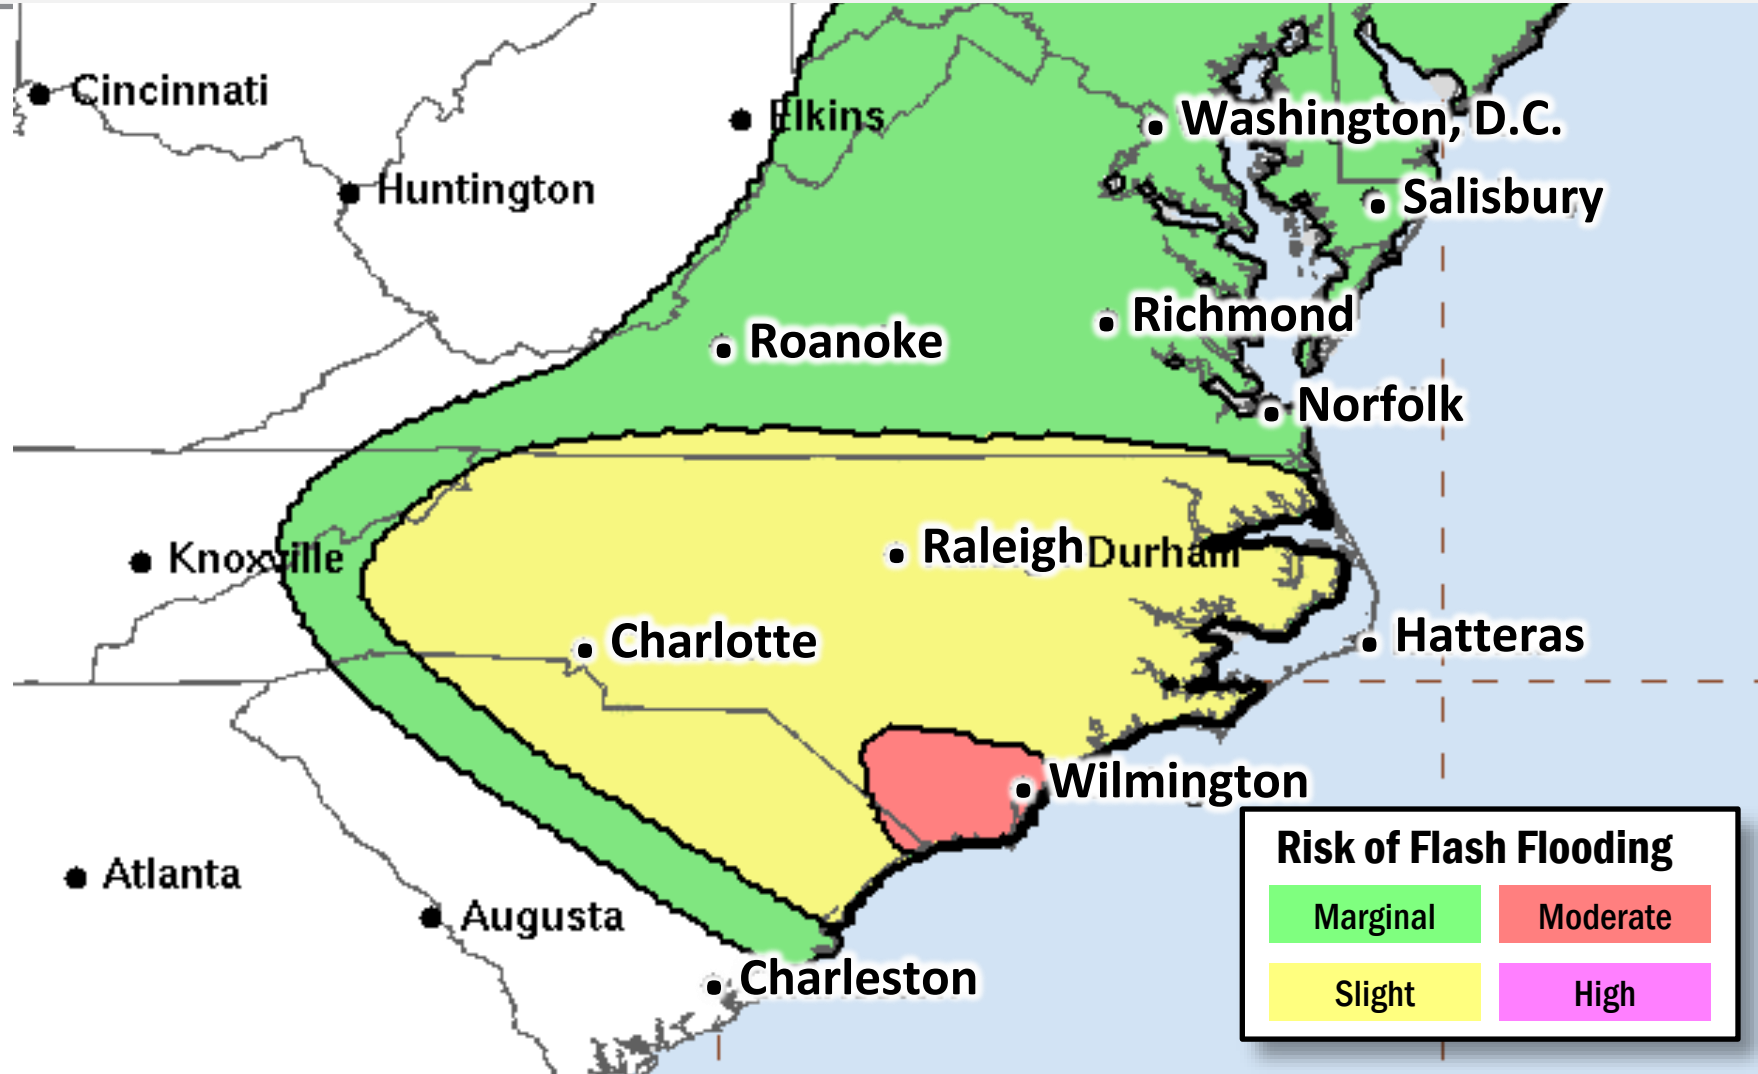 Cincinnati
Elkins
Washington, D.C.
Huntington
Salisbury
Richmond
Roanoke
Norfolk
Knoxville
Raleigh Durham
Charlotte
Hatteras
Wilmington
Atlanta
Augusta
Charleston
Risk of Flash Flooding
Marginal
Moderate
Slight
High